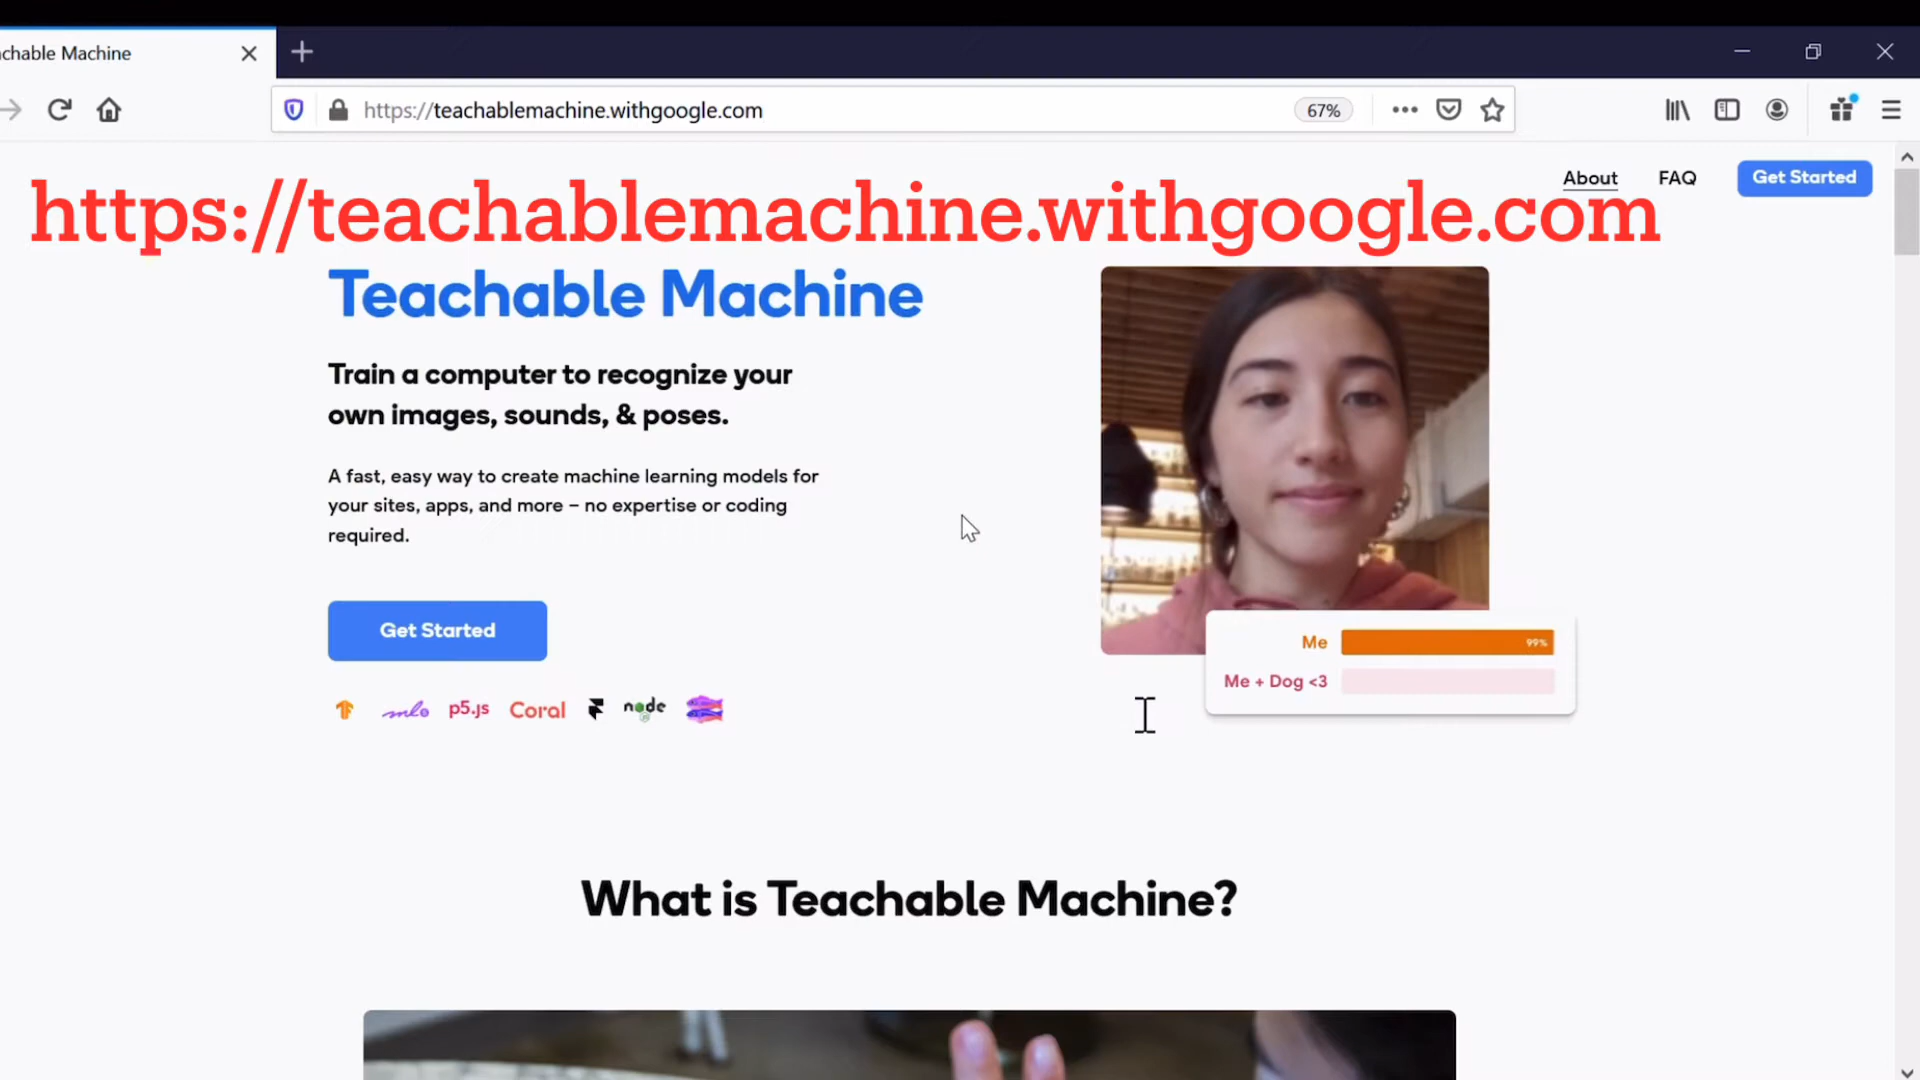 chable Machine
https://teachablemachine.withgoogle.com
67%
About
FAQ
Get Started
https://teachablemachine.withgoogle.com
Teachable Machine
Train a computer to recognize your
own images, sounds, & poses.
A fast, easy way to create machine learning models for
your sites, apps, and more – no expertise or coding
required.
Get Started
Me
99%
Me + Dog <3
p5.js
Coral
node
What is Teachable Machine?